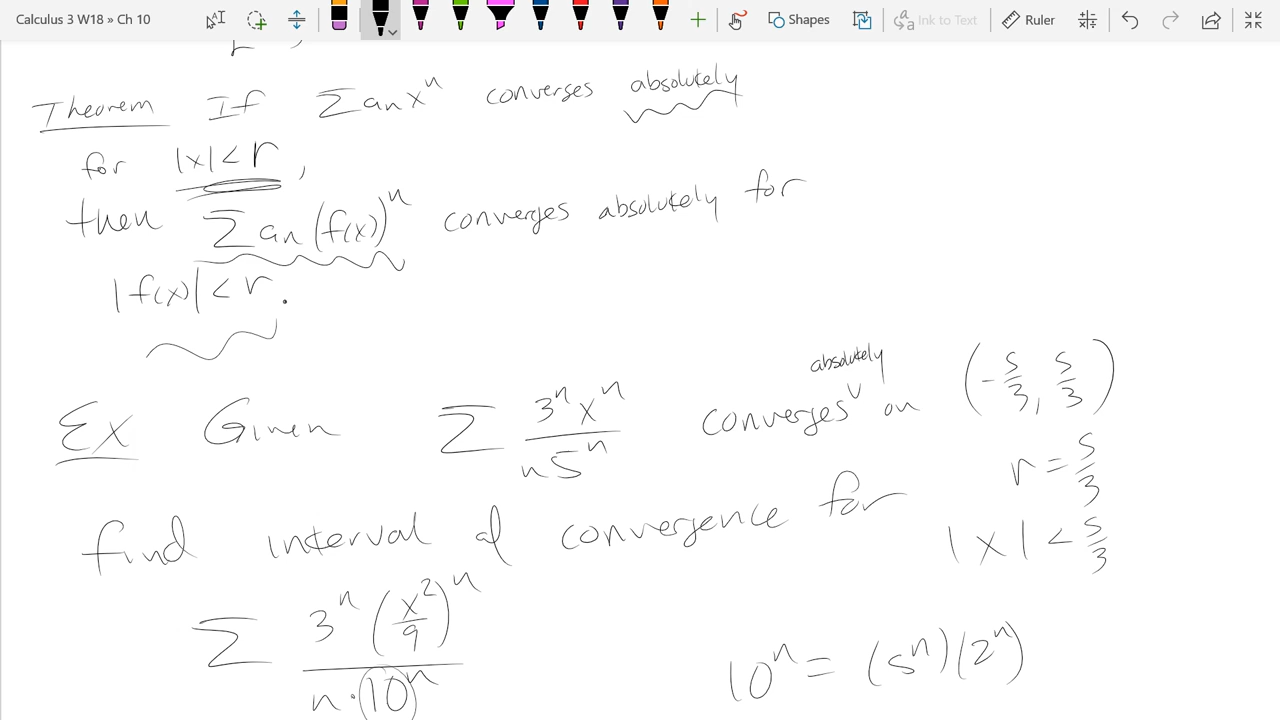 Calculus 3 W18 » Ch 10
Shapes
Link to Text
Ruler
Theorem If Σ aₙxⁿ converges absolutely
for |x| < r,
then Σ aₙ(f(x))ⁿ converges absolutely for
|f(x)| < r.
Ex Given Σ 3ⁿxⁿ / n5ⁿ converges absolutely on (-5/3, 5/3)
r = 5/3
find interval of convergence for
|x| < 5/3
Σ 3ⁿ(x²/9)ⁿ / n·10ⁿ
10ⁿ = (5ⁿ)(2ⁿ)